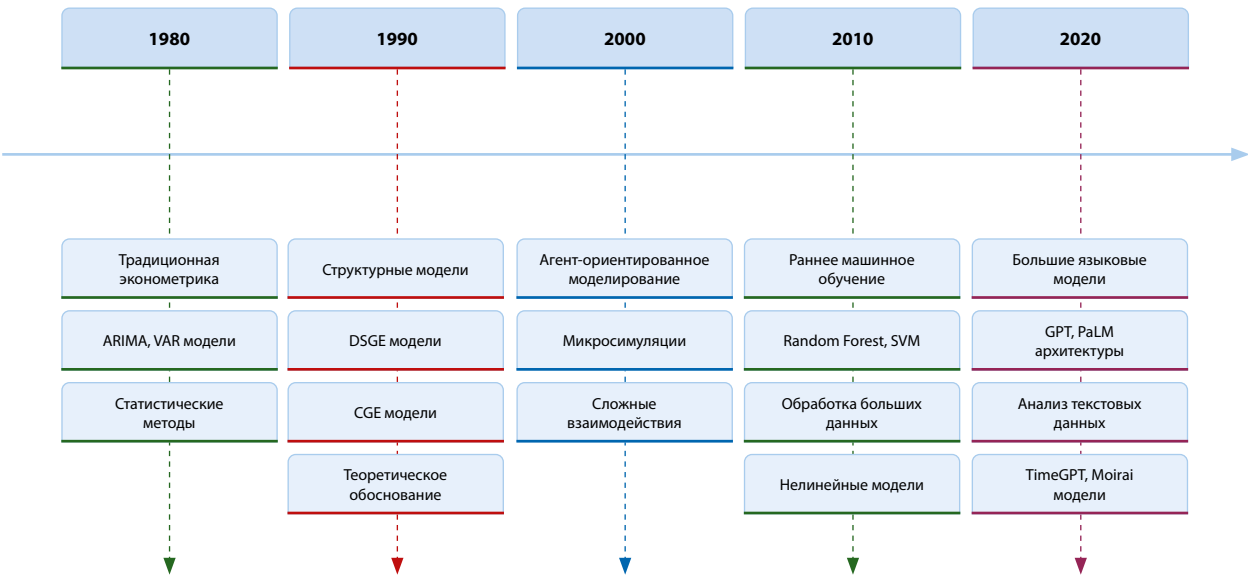 1980
1990
2000
2010
2020
Традиционная
эконометрика
ARIMA, VAR модели
Статистические
методы
Структурные модели
DSGE модели
CGE модели
Теоретическое
обоснование
Агент-ориентированное
моделирование
Микросимуляции
Сложные
взаимодействия
Раннее машинное
обучение
Random Forest, SVM
Обработка больших
данных
Нелинейные модели
Большие языковые
модели
GPT, PaLM
архитектуры
Анализ текстовых
данных
TimeGPT, Moirai
модели